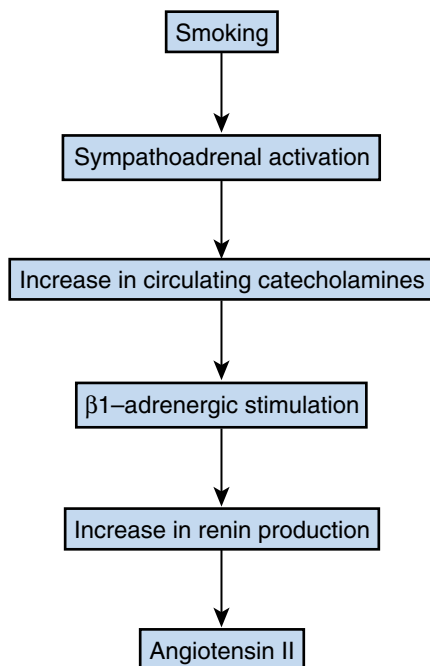 Smoking
Sympathoadrenal activation
Increase in circulating catecholamines
β1–adrenergic stimulation
Increase in renin production
Angiotensin II